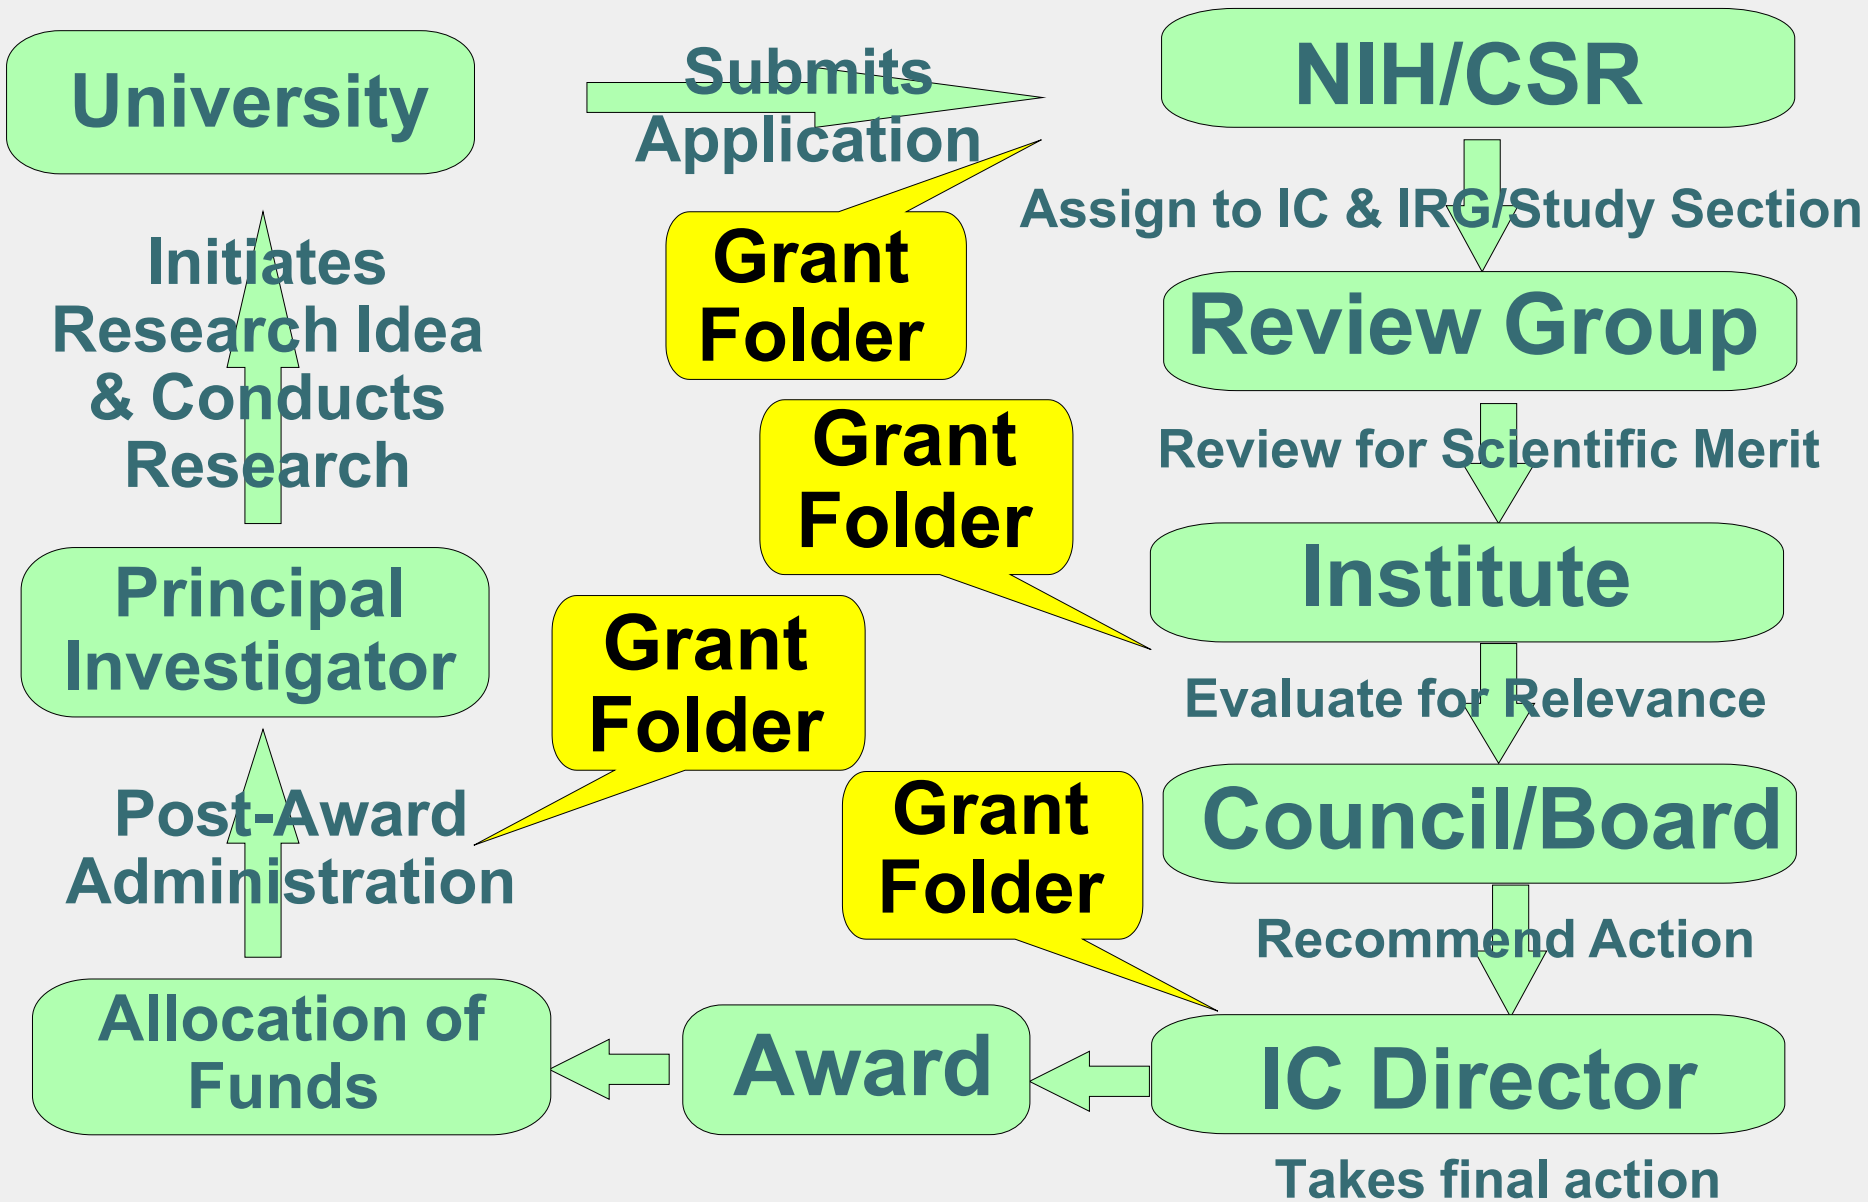 University
Submits
Application
NIH/CSR
Assign to IC & IRG/Study Section
Grant
Folder
Review Group
Initiates
Research Idea
& Conducts
Research
Grant
Folder
Review for Scientific Merit
Institute
Principal
Investigator
Grant
Folder
Evaluate for Relevance
Council/Board
Post-Award
Administration
Grant
Folder
Recommend Action
Allocation of
Funds
Award
IC Director
Takes final action